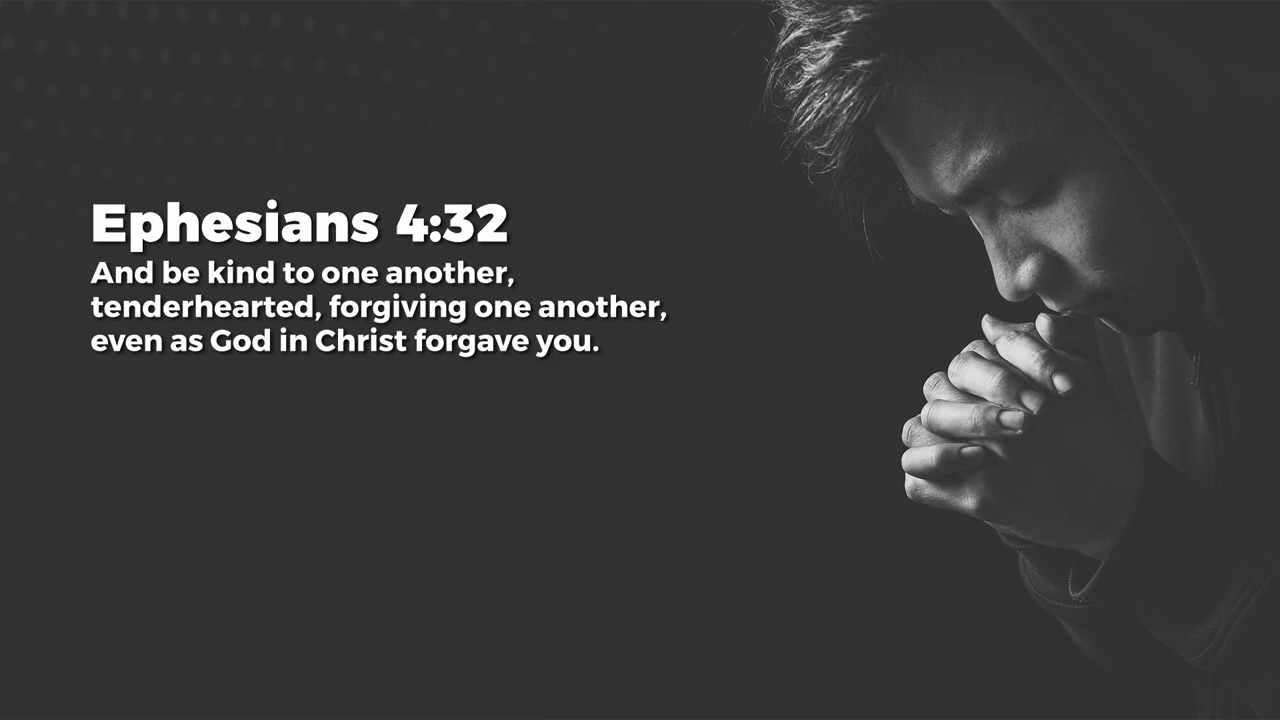 Ephesians 4:32
And be kind to one another,
tenderhearted, forgiving one another,
even as God in Christ forgave you.